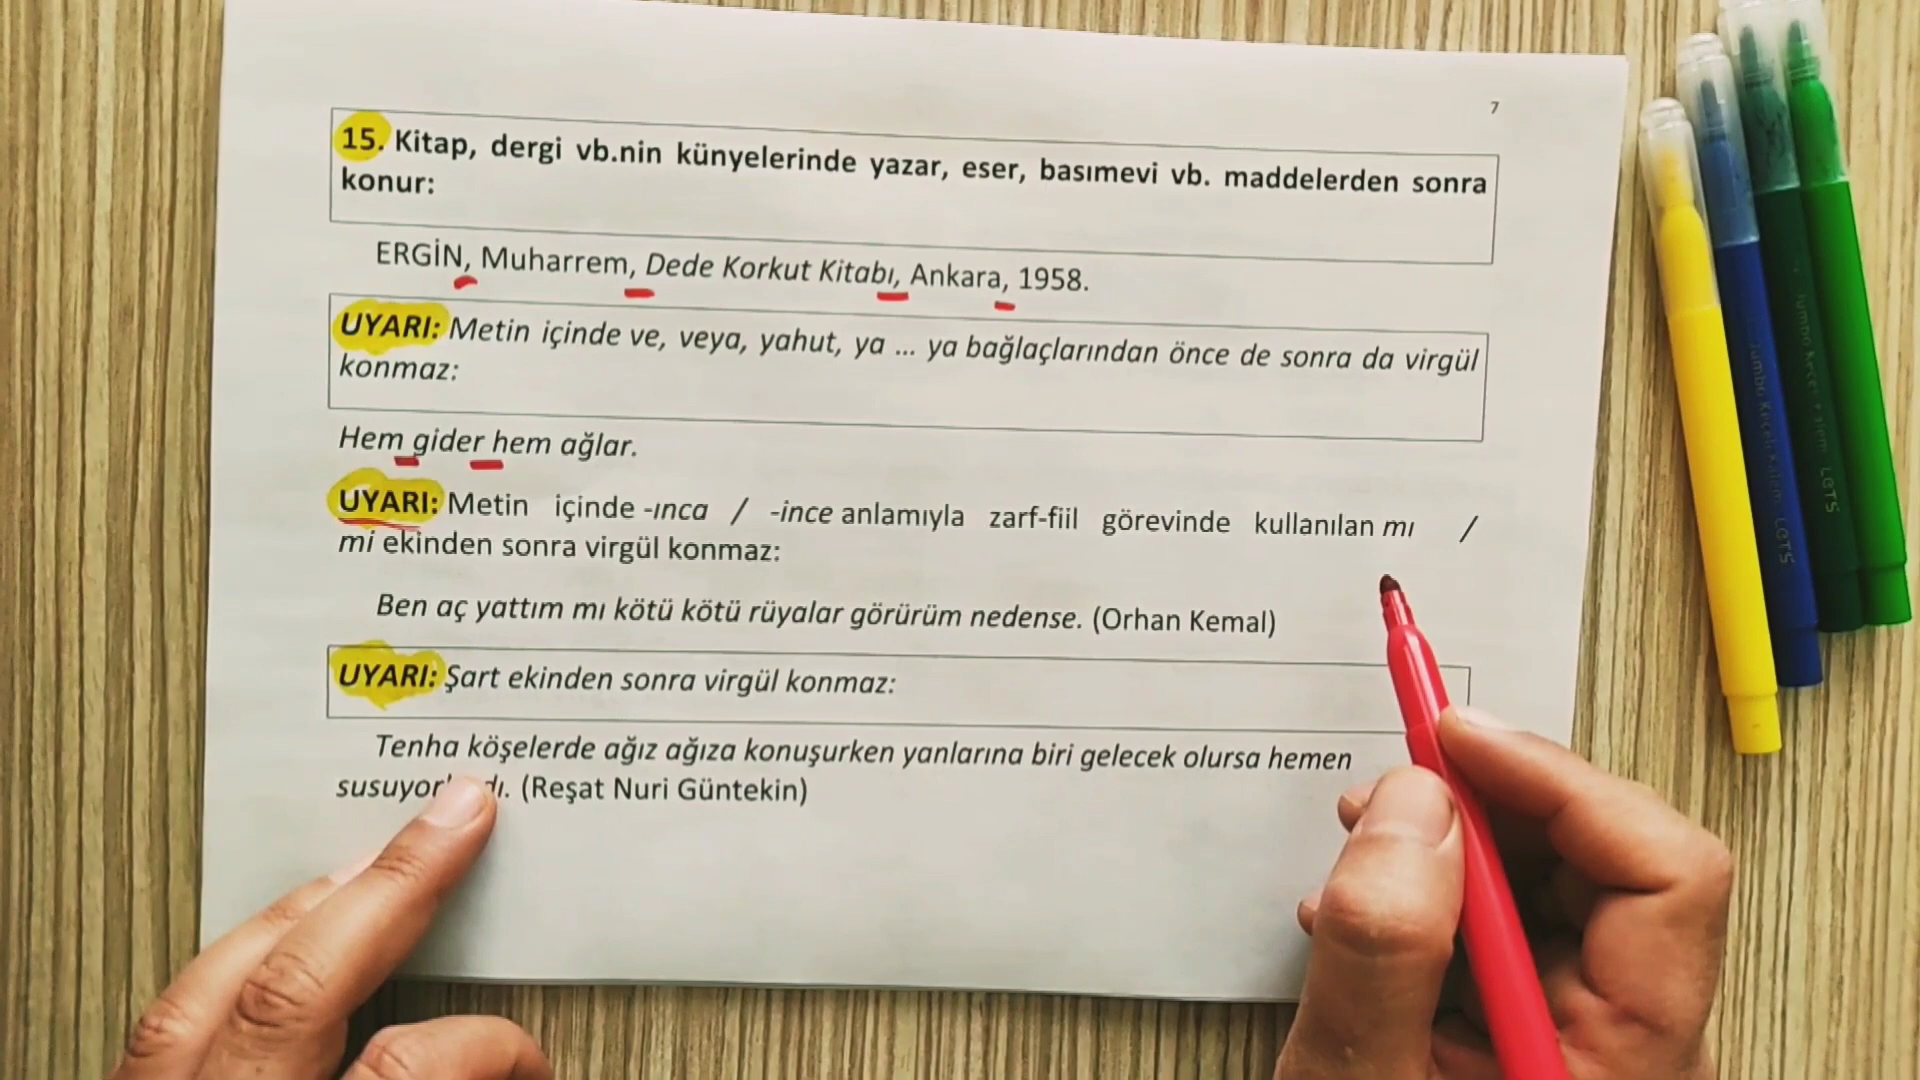 7
15. Kitap, dergi vb.nin künyelerinde yazar, eser, basımevi vb. maddelerden sonra
konur:
ERGİN, Muharrem, Dede Korkut Kitabı, Ankara, 1958.
UYARI: Metin içinde ve, veya, yahut, ya ... ya bağlaçlarından önce de sonra da virgül
konmaz:
Hem gider hem ağlar.
UYARI: Metin içinde -ınca / -ince anlamıyla zarf-fiil görevinde kullanılan mı /
mi ekinden sonra virgül konmaz:
Ben aç yattım mı kötü kötü rüyalar görürüm nedense. (Orhan Kemal)
UYARI: Şart ekinden sonra virgül konmaz:
Tenha köşelerde ağız ağıza konuşurken yanlarına biri gelecek olursa hemen
(Reşat Nuri Güntekin)
LETS
LETS